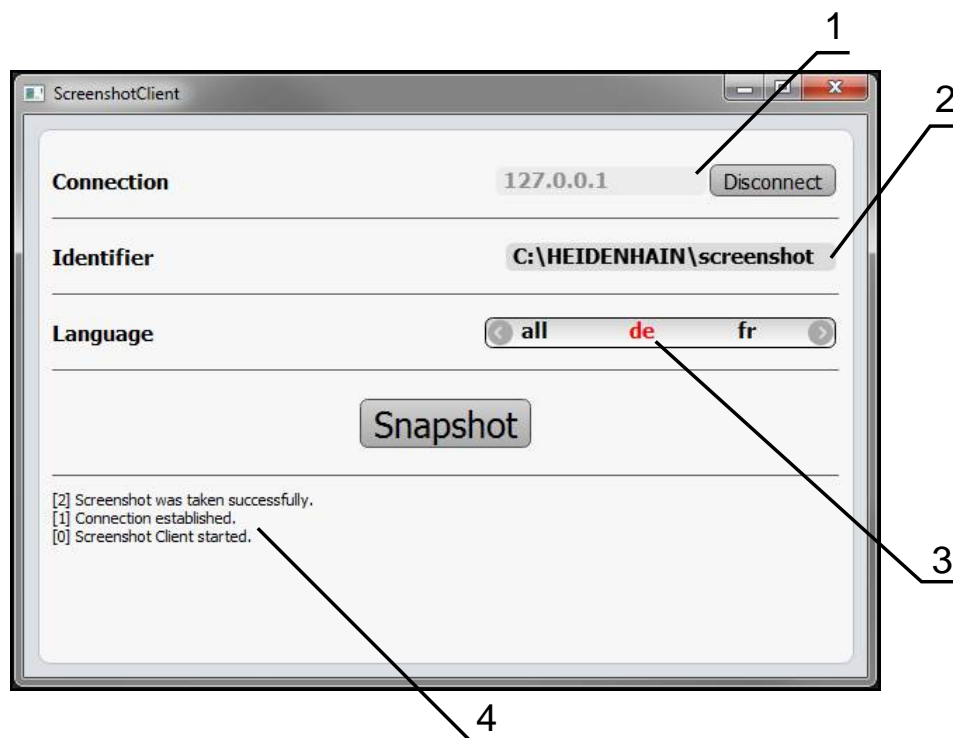 1
ScreenshotClient
2
Connection 127.0.0.1 Disconnect
Identifier C:\HEIDENHAIN\screenshot
Language all de fr
Snapshot
[2] Screenshot was taken successfully.
[1] Connection established.
[0] Screenshot Client started.
3
4